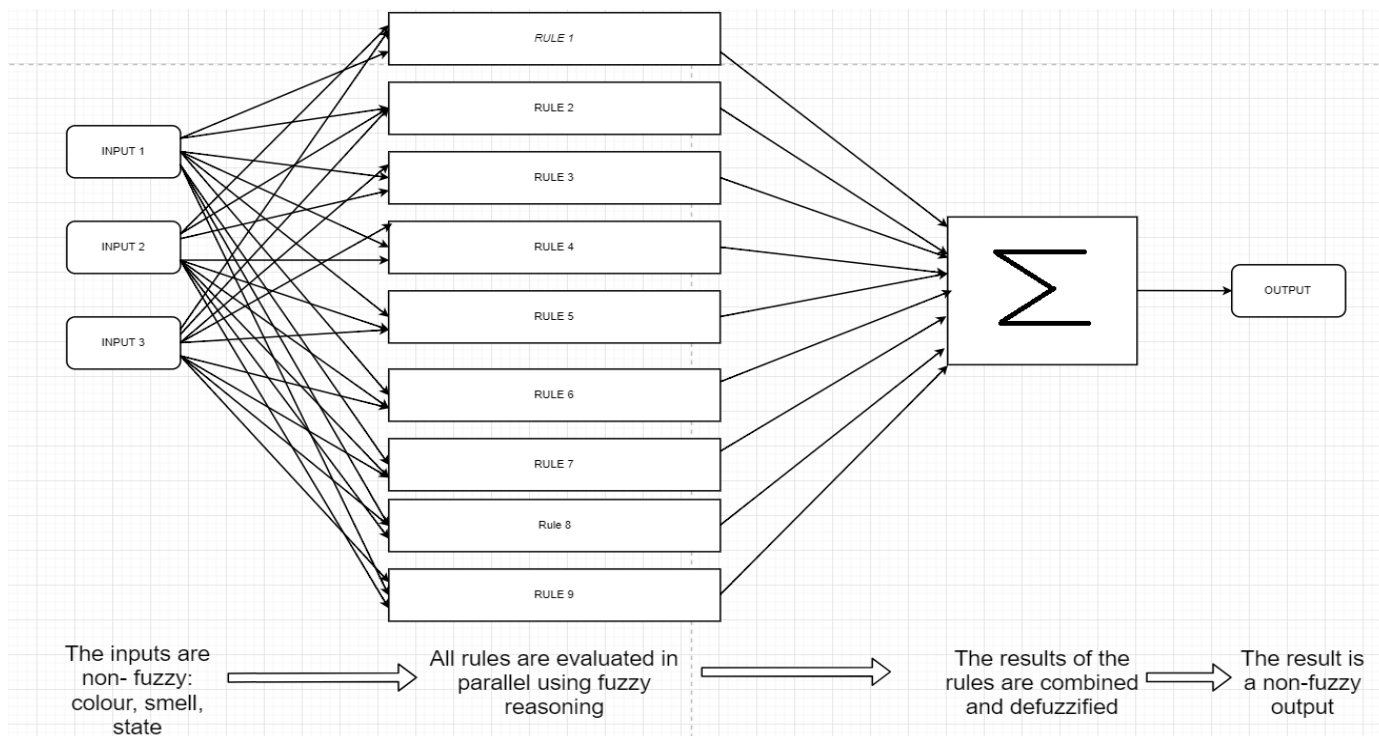 RULE 1
RULE 2
INPUT 1
RULE 3
INPUT 2
RULE 4
OUTPUT
RULE 5
INPUT 3
RULE 6
RULE 7
Rule 8
RULE 9
The inputs are
non- fuzzy:
colour, smell,
state
All rules are evaluated in
parallel using fuzzy
reasoning
The results of the
rules are combined
and defuzzified
The result is
a non-fuzzy
output